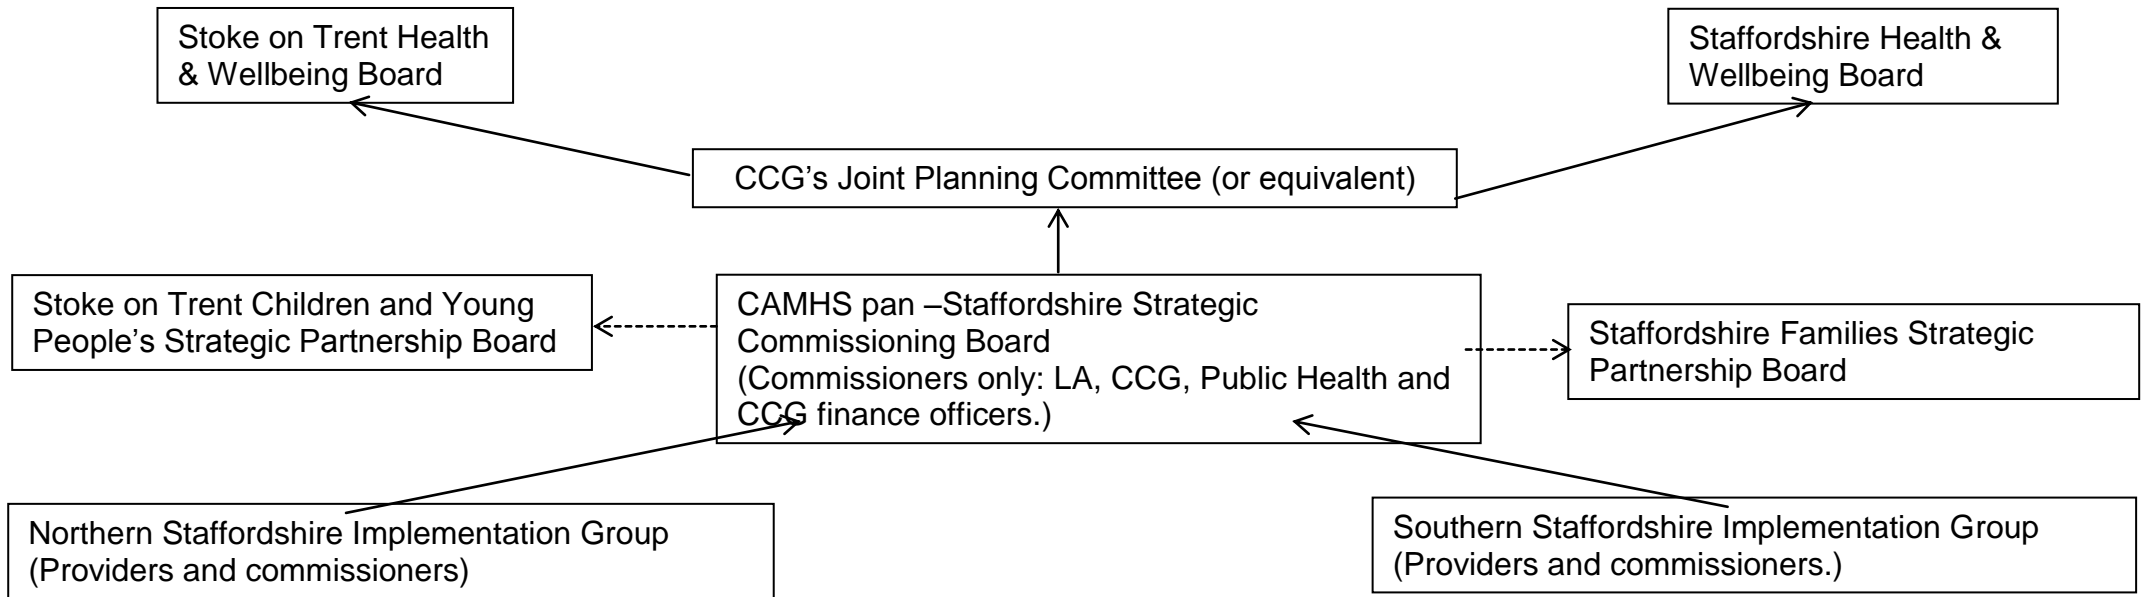 Stoke on Trent Health
& Wellbeing Board
Staffordshire Health &
Wellbeing Board
CCG’s Joint Planning Committee (or equivalent)
Stoke on Trent Children and Young
People’s Strategic Partnership Board
CAMHS pan –Staffordshire Strategic
Commissioning Board
(Commissioners only: LA, CCG, Public Health and
CCG finance officers.)
Staffordshire Families Strategic
Partnership Board
Northern Staffordshire Implementation Group
(Providers and commissioners)
Southern Staffordshire Implementation Group
(Providers and commissioners.)